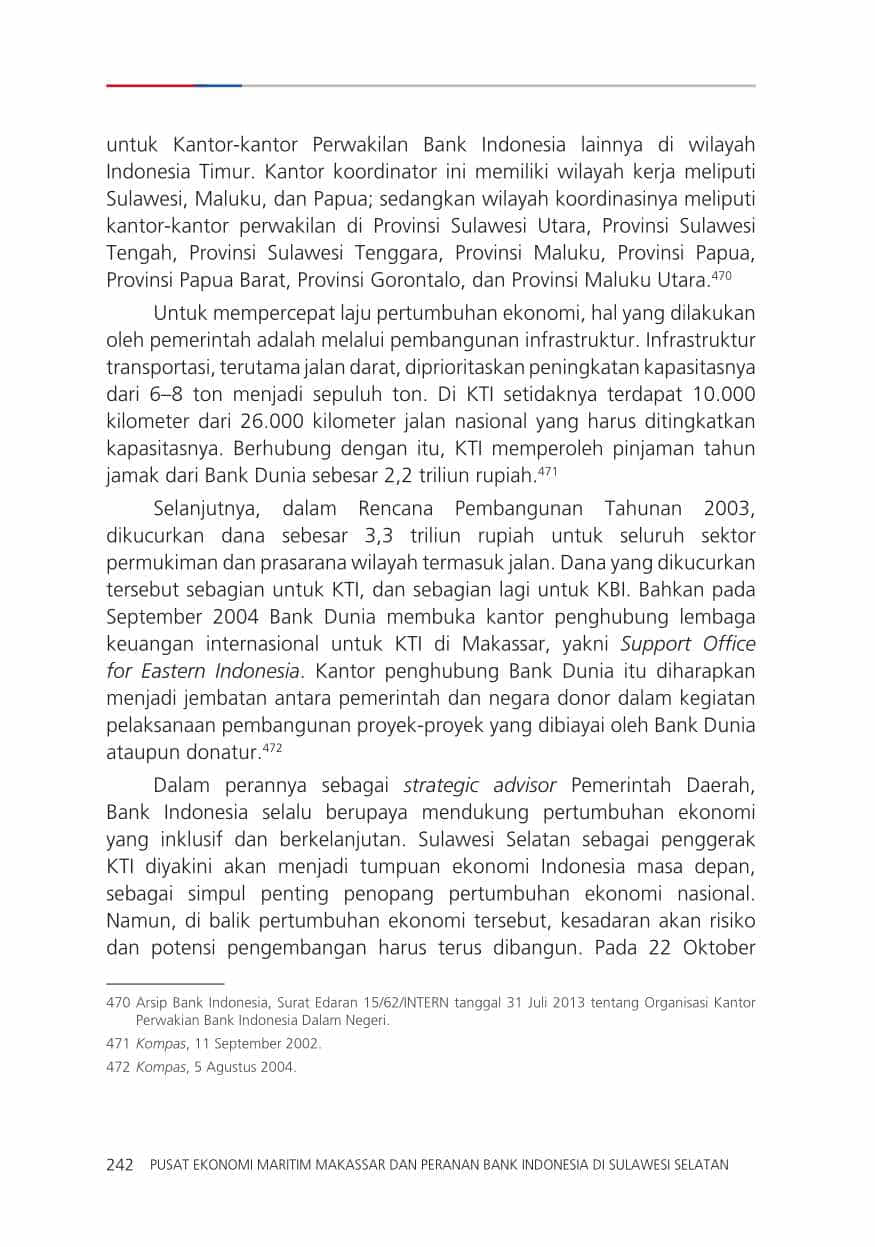 untuk Kantor-kantor Perwakilan Bank Indonesia lainnya di wilayah
Indonesia Timur. Kantor koordinator ini memiliki wilayah kerja meliputi
Sulawesi, Maluku, dan Papua; sedangkan wilayah koordinasinya meliputi
kantor-kantor perwakilan di Provinsi Sulawesi Utara, Provinsi Sulawesi
Tengah, Provinsi Sulawesi Tenggara, Provinsi Maluku, Provinsi Papua,
Provinsi Papua Barat, Provinsi Gorontalo, dan Provinsi Maluku Utara.470
Untuk mempercepat laju pertumbuhan ekonomi, hal yang dilakukan
oleh pemerintah adalah melalui pembangunan infrastruktur. Infrastruktur
transportasi, terutama jalan darat, diprioritaskan peningkatan kapasitasnya
dari 6–8 ton menjadi sepuluh ton. Di KTI setidaknya terdapat 10.000
kilometer dari 26.000 kilometer jalan nasional yang harus ditingkatkan
kapasitasnya. Berhubung dengan itu, KTI memperoleh pinjaman tahun
jamak dari Bank Dunia sebesar 2,2 triliun rupiah.471
Selanjutnya, dalam Rencana Pembangunan Tahunan 2003,
dikucurkan dana sebesar 3,3 triliun rupiah untuk seluruh sektor
permukiman dan prasarana wilayah termasuk jalan. Dana yang dikucurkan
tersebut sebagian untuk KTI, dan sebagian lagi untuk KBI. Bahkan pada
September 2004 Bank Dunia membuka kantor penghubung lembaga
keuangan internasional untuk KTI di Makassar, yakni Support Office
for Eastern Indonesia. Kantor penghubung Bank Dunia itu diharapkan
menjadi jembatan antara pemerintah dan negara donor dalam kegiatan
pelaksanaan pembangunan proyek-proyek yang dibiayai oleh Bank Dunia
ataupun donatur.472
Dalam perannya sebagai strategic advisor Pemerintah Daerah,
Bank Indonesia selalu berupaya mendukung pertumbuhan ekonomi
yang inklusif dan berkelanjutan. Sulawesi Selatan sebagai penggerak
KTI diyakini akan menjadi tumpuan ekonomi Indonesia masa depan,
sebagai simpul penting penopang pertumbuhan ekonomi nasional.
Namun, di balik pertumbuhan ekonomi tersebut, kesadaran akan risiko
dan potensi pengembangan harus terus dibangun. Pada 22 Oktober
470 Arsip Bank Indonesia, Surat Edaran 15/62/INTERN tanggal 31 Juli 2013 tentang Organisasi Kantor
Perwakian Bank Indonesia Dalam Negeri.
471 Kompas, 11 September 2002.
472 Kompas, 5 Agustus 2004.
242 PUSAT EKONOMI MARITIM MAKASSAR DAN PERANAN BANK INDONESIA DI SULAWESI SELATAN